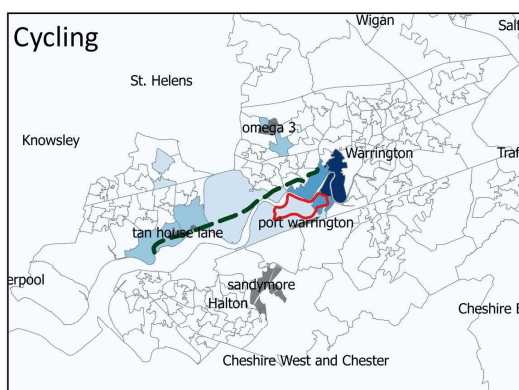 Cycling
Wigan
Salf
St. Helens
omega 3
Knowsley
Warrington
Traf
tan house lane
port warrington
erpool
sandymore
Halton
Cheshire E
Cheshire West and Chester